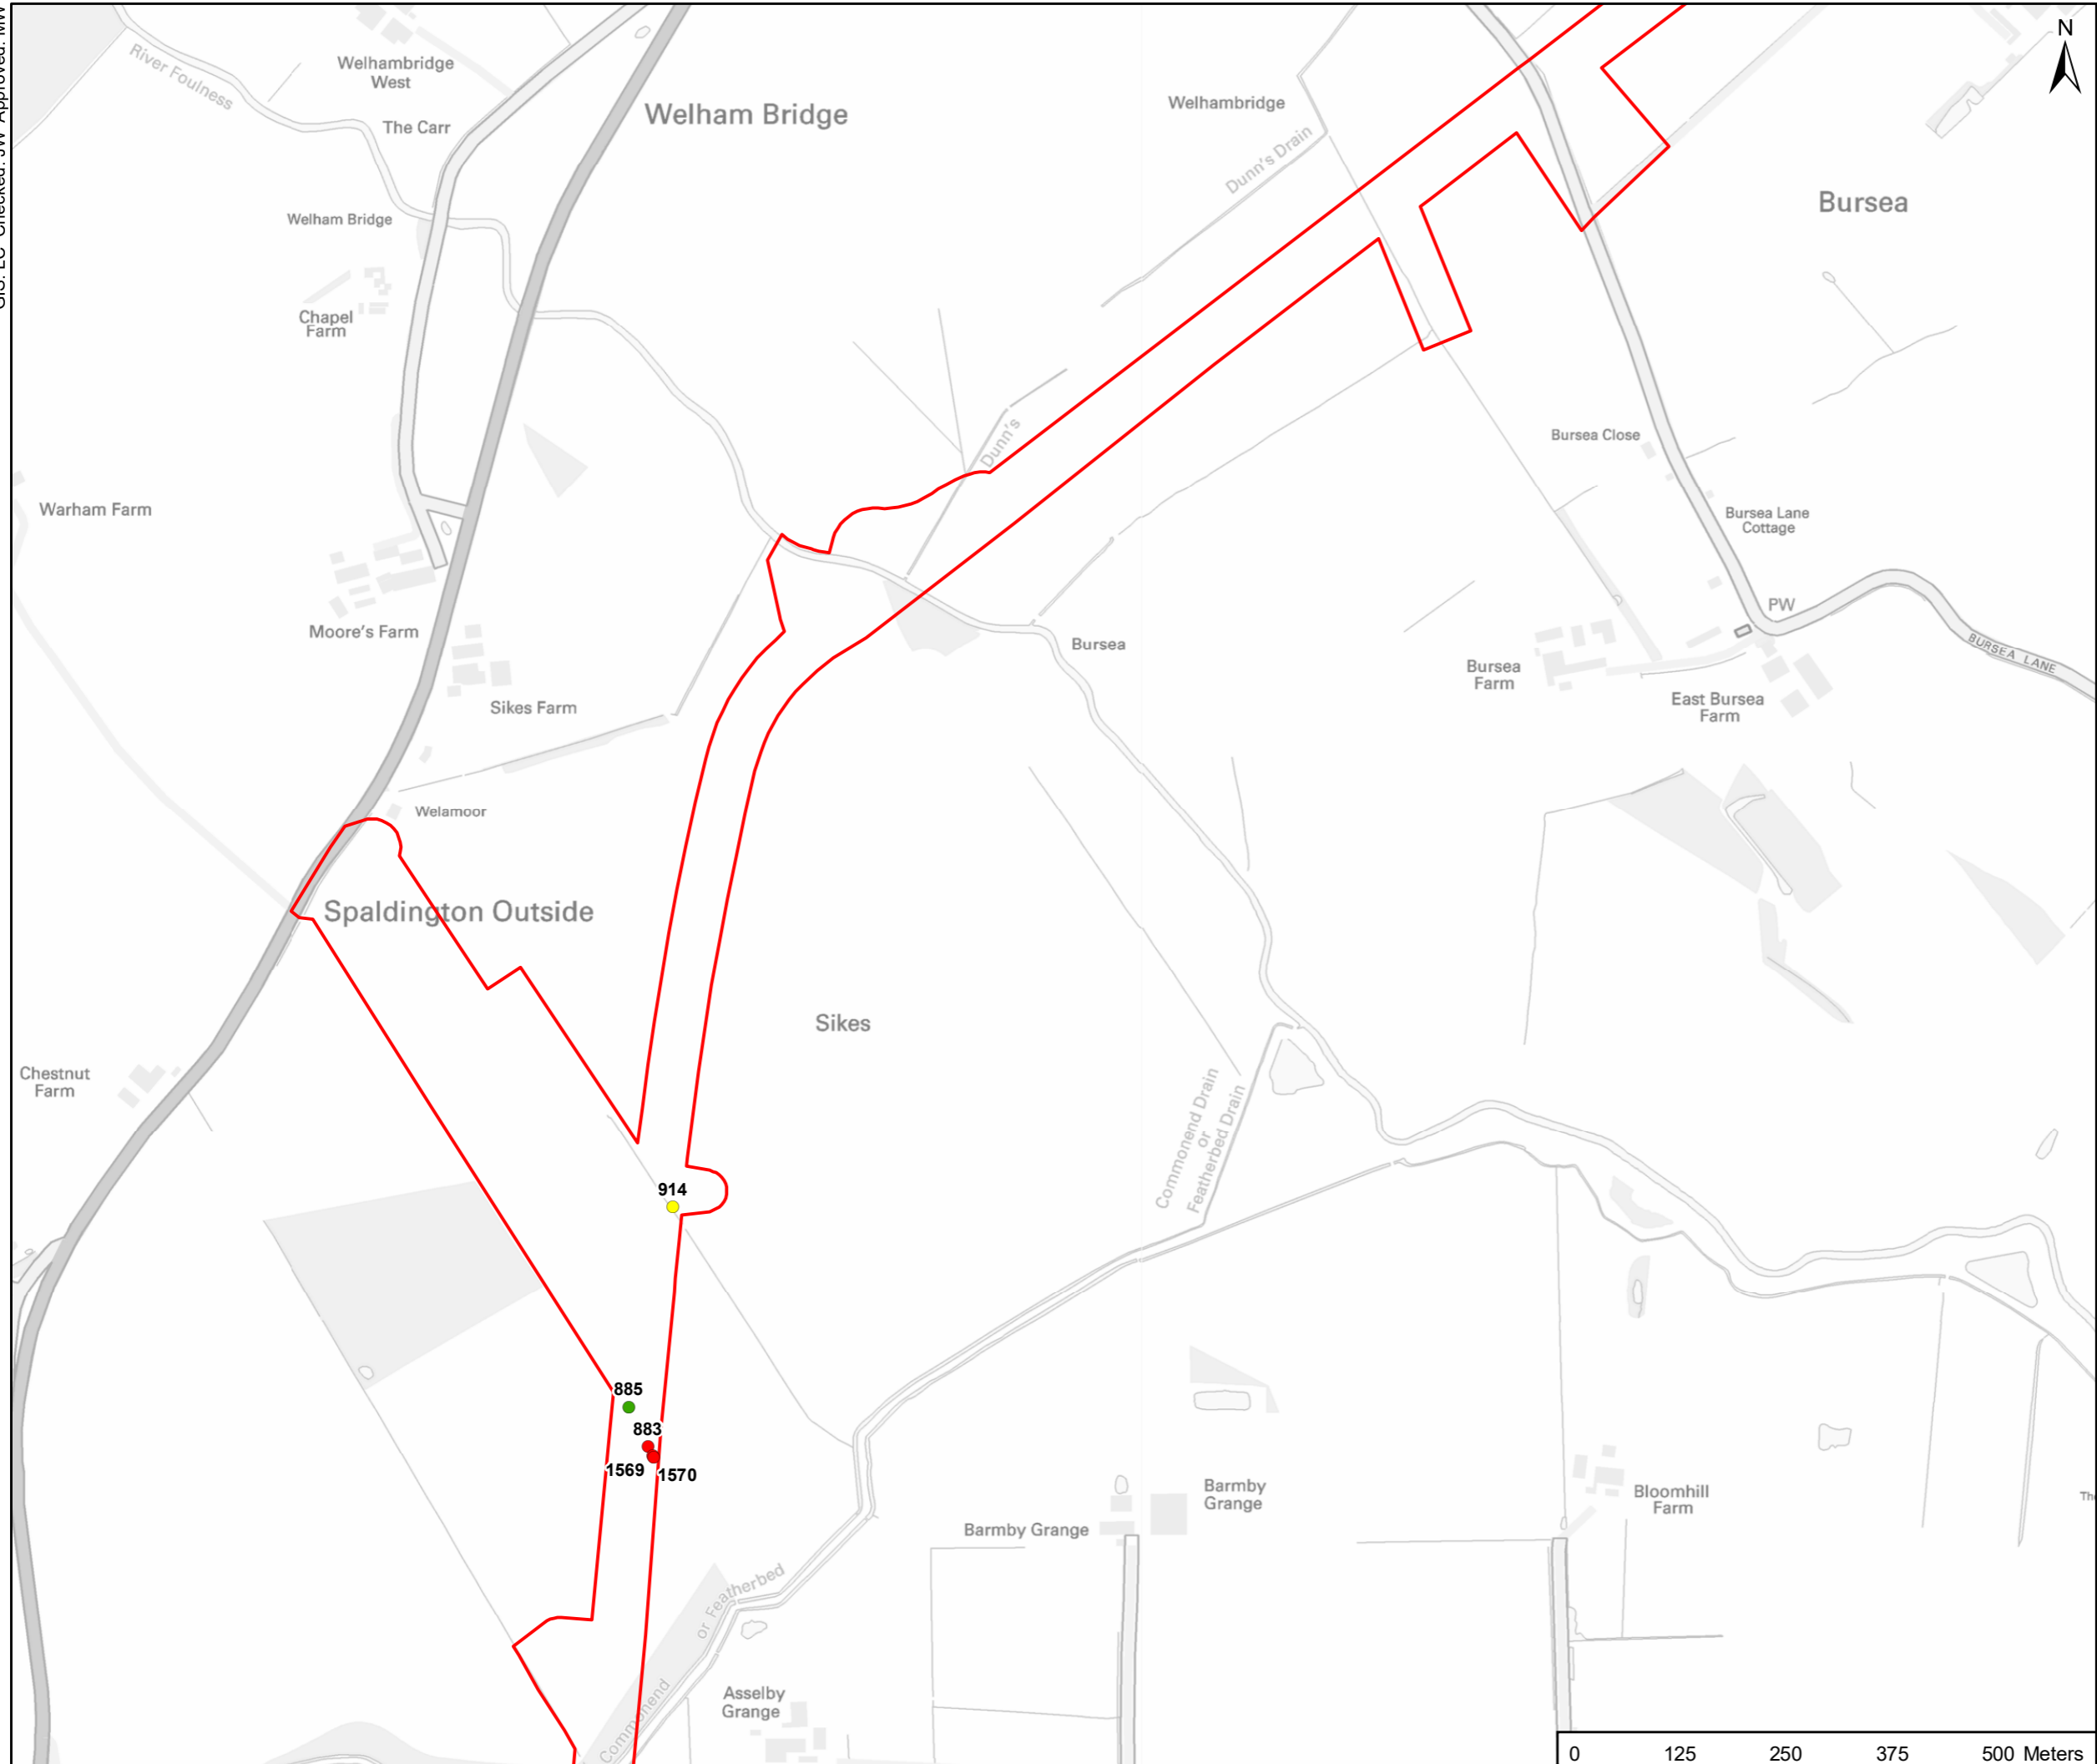 N
River Foulness
Welhambridge
West
The Carr
Welham Bridge
Welhambridge
Dunn's Drain
Bursea
Welham Bridge
Chapel
Farm
Dunn's
Bursea Close
Warham Farm
Bursea Lane
Cottage
PW
Moore's Farm
Bursea
BURSEA LANE
Bursea
Farm
Sikes Farm
East Bursea
Farm
Welamoor
Spaldington Outside
Sikes
Chestnut
Farm
Commonend Drain
or
Featherbed Drain
914
885
883
1569
1570
Barmby
Grange
Barmby Grange
Bloomhill
Farm
or Featherbed
Commonend
Asselby
Grange
0 125 250 375 500 Meters